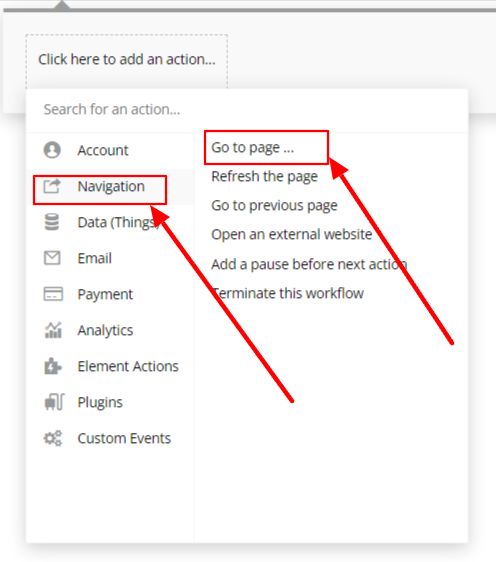 Click here to add an action...
Search for an action...
Account
Navigation
Data (Things)
Email
Payment
Analytics
Element Actions
Plugins
Custom Events
Go to page ...
Refresh the page
Go to previous page
Open an external website
Add a pause before next action
Terminate this workflow